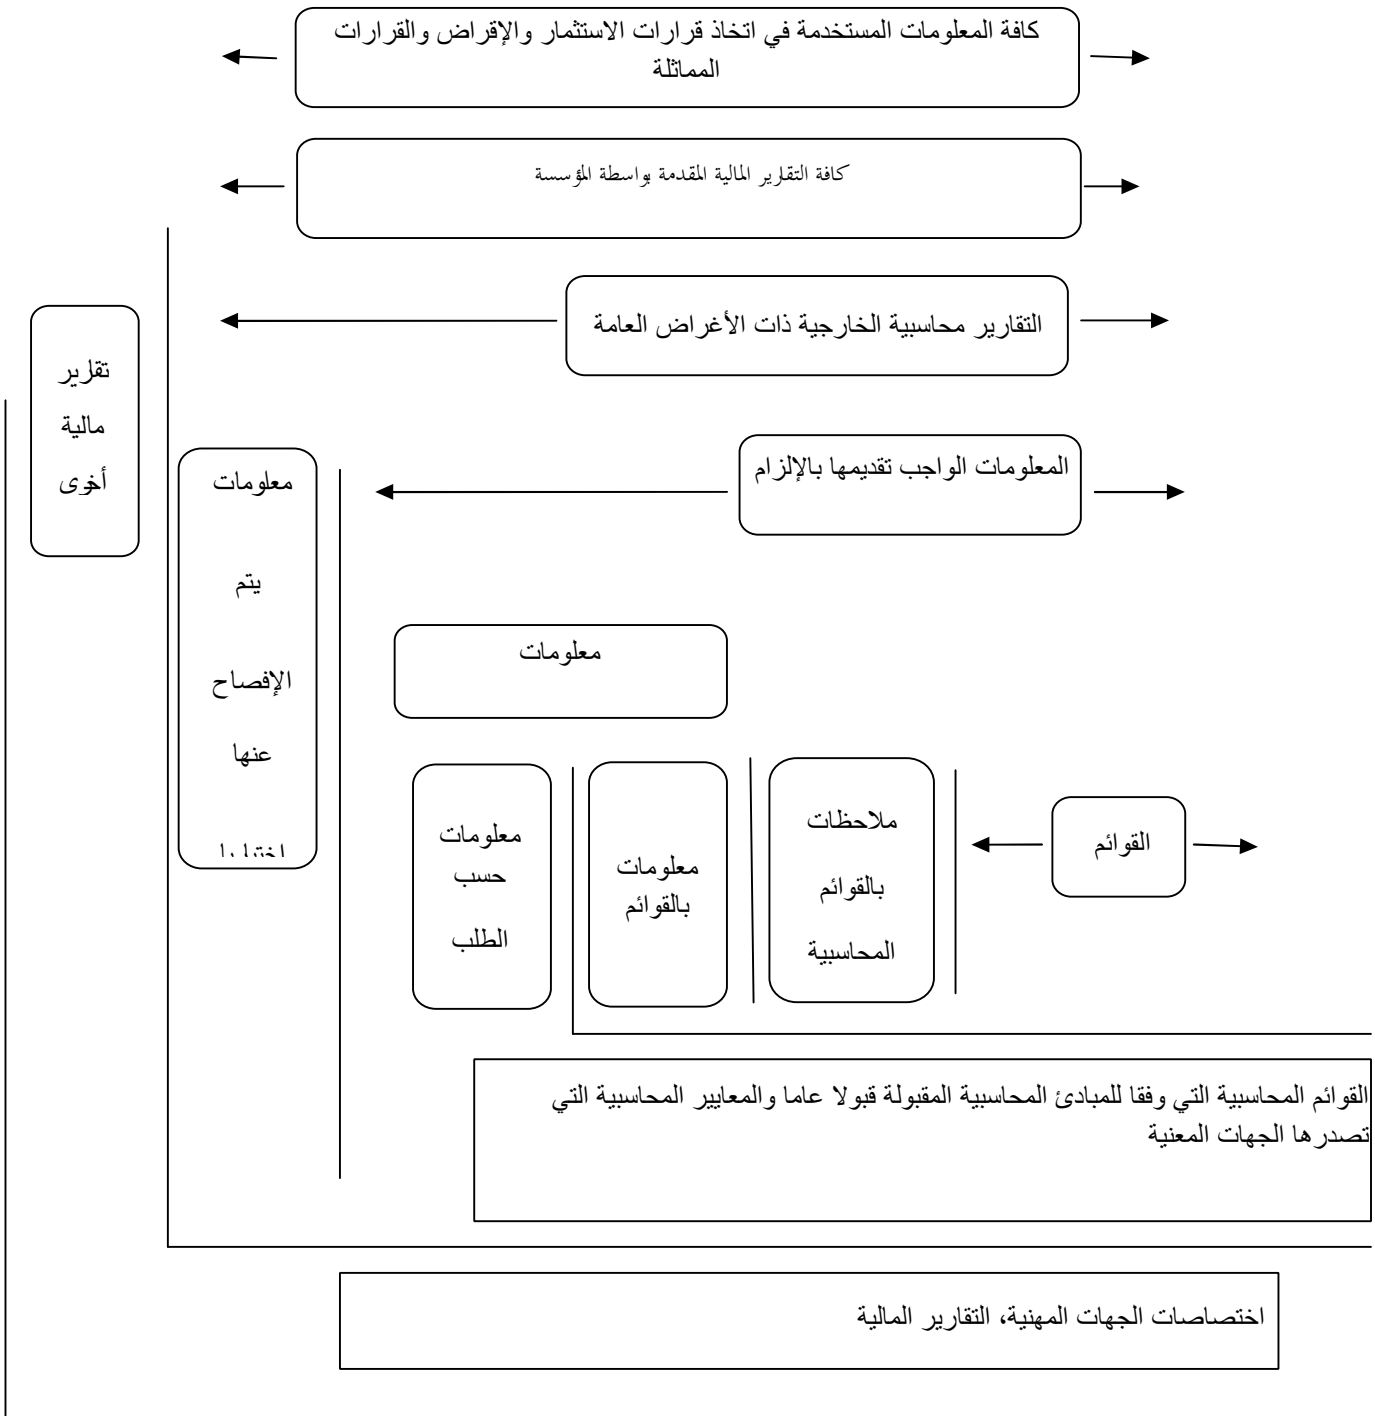 كافة المعلومات المستخدمة في اتخاذ قرارات الاستثمار والإقراض والقرارات
المماثلة
كافة التقارير المالية المقدمة بواسطة المؤسسة
التقارير محاسبية الخارجية ذات الأغراض العامة
تقارير
مالية
أخرى
المعلومات الواجب تقديمها بالإلزام
معلومات
يتم
الإفصاح
عنها
معلومات
القوائم
ملاحظات
بالقوائم
المحاسبية
معلومات
بالقوائم
معلومات
حسب
الطلب
القوائم المحاسبية التي وفقا للمبادئ المحاسبية المقبولة قبولا عاما والمعايير المحاسبية التي
تصدرها الجهات المعنية
اختصاصات الجهات المهنية، التقارير المالية